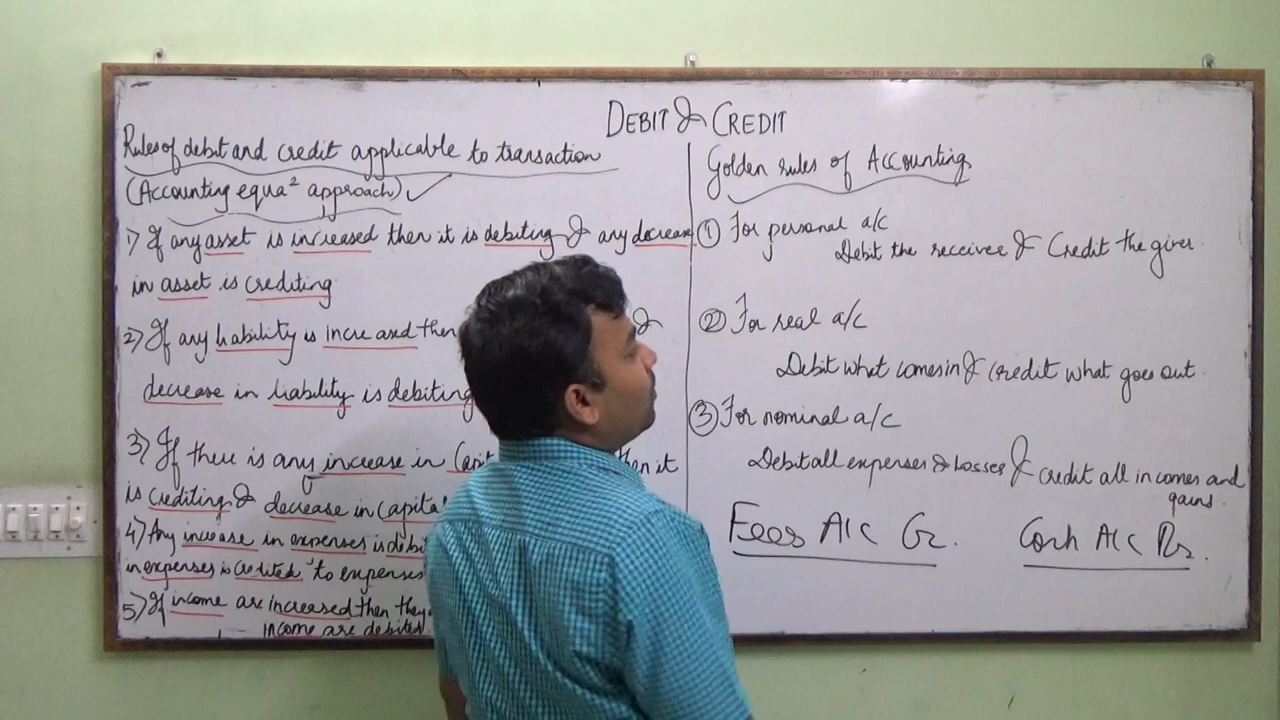 DEBIT & CREDIT
Rules of debit and credit applicable to transaction
(Accounting equa² approach) ✓
1) If any asset is increased then it is debiting & any decrease
in asset is crediting
2) If any liability is increased then &
decrease in liability is debiting
3) If there is any increase in then it
is crediting & decrease in capital
4) Any increase in expenses is
in expenses is credited to expenses
5) If income are increased then they
income are debited
Golden rules of Accounting
① For personal a/c
Debit the receiver & Credit the giver.
② For real a/c
Debit what comes in & credit what goes out.
③ For nominal a/c
Debit all expenses & losses & credit all incomes and
gains.
Fees A/C Cr. Cash A/C Dr.